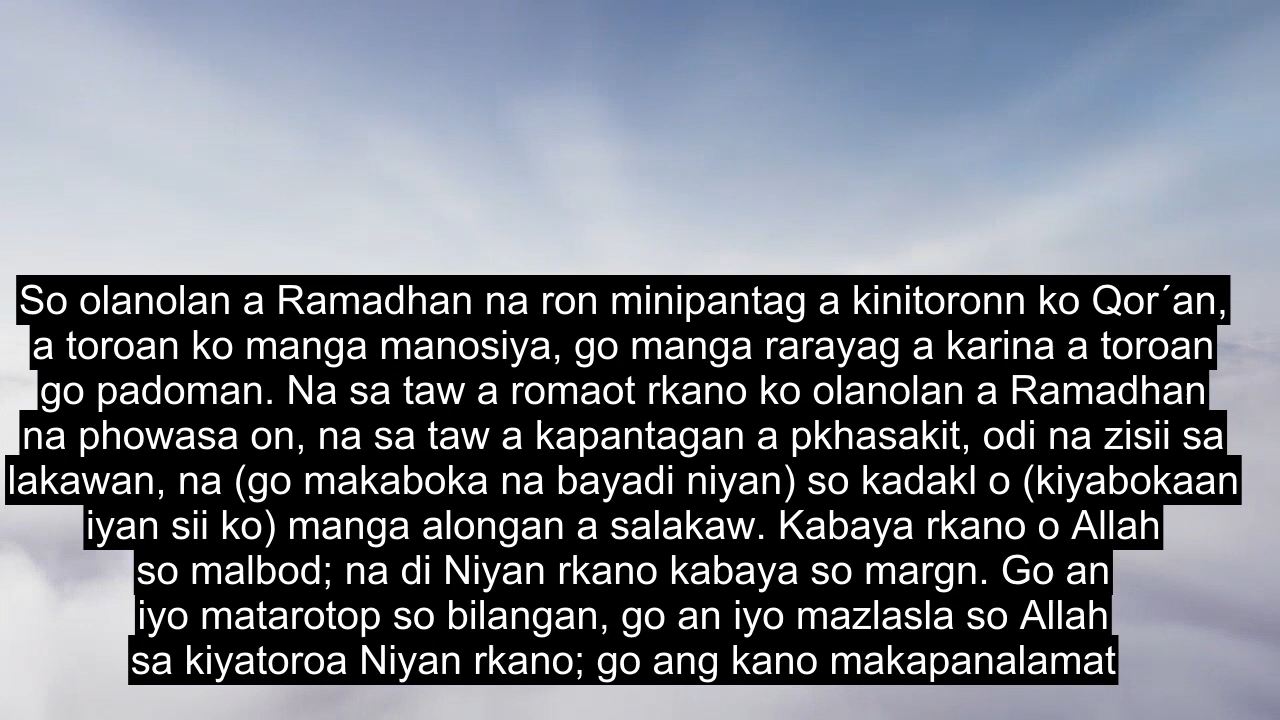 So olanolan a Ramadhan na ron minipantag a kinitoronn ko Qor´an,
a toroan ko manga manosiya, go manga rarayag a karina a toroan
go padoman. Na sa taw a romaot rkano ko olanolan a Ramadhan
na phowasa on, na sa taw a kapantagan a pkhasakit, odi na zisii sa
lakawan, na (go makaboka na bayadi niyan) so kadakl o (kiyabokaan
iyan sii ko) manga alongan a salakaw. Kabaya rkano o Allah
so malbod; na di Niyan rkano kabaya so margn. Go an
iyo matarotop so bilangan, go an iyo mazlasla so Allah
sa kiyatoroa Niyan rkano; go ang kano makapanalamat